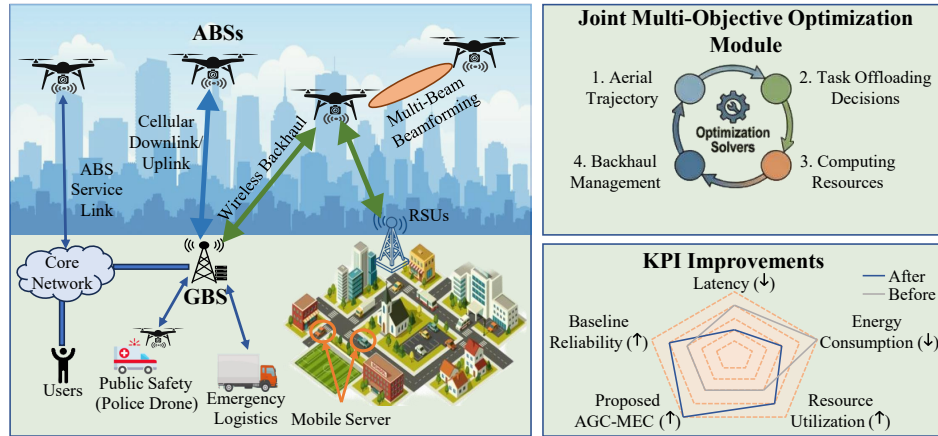 ABSs
Multi-Beam
Beamforming
Cellular
Downlink/
Uplink
Wireless Backhaul
ABS
Service
Link
RSUs
Core
Network
GBS
Users
Public Safety
(Police Drone)
Emergency
Logistics
Mobile Server
Joint Multi-Objective Optimization
Module
1. Aerial
Trajectory
2. Task Offloading
Decisions
Optimization
Solvers
4. Backhaul
Management
3. Computing
Resources
KPI Improvements
Latency (↓)
After
Before
Baseline
Reliability (↑)
Energy
Consumption (↓)
Proposed
AGC-MEC (↑)
Resource
Utilization (↑)